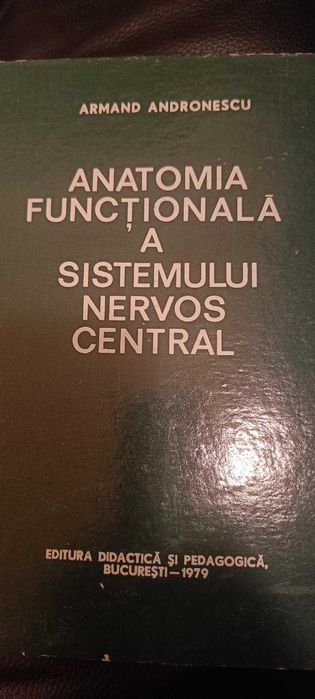 ARMAND ANDRONESCU
ANATOMIA
FUNCȚIONALĂ
A
SISTEMULUI
NERVOS
CENTRAL
EDITURA DIDACTICĂ ȘI PEDAGOGICĂ,
BUCUREȘTI—1979